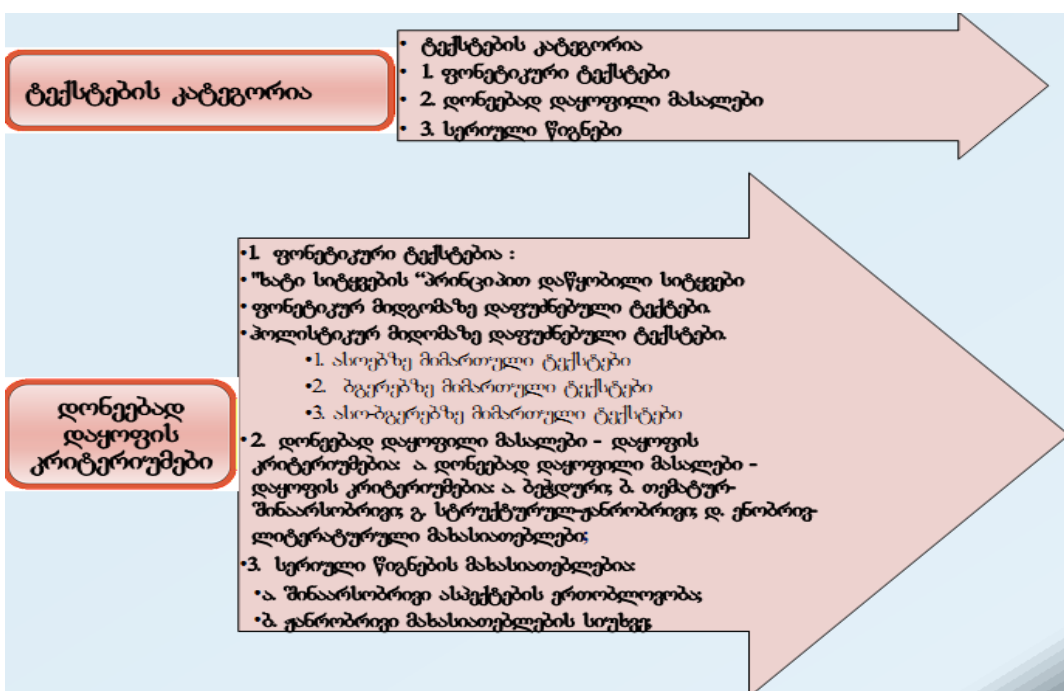 ტექსტების კატეგორია
• ტექსტების კატეგორია
• 1. ფონეტიკური ტექსტები
• 2. დონეებად დაყოფილი მასალები
• 3. სერიული წიგნები
დონეებად
დაყოფის
კრიტერიუმები
•1. ფონეტიკური ტექსტებია :
•"ხატი სიტყვების “პრინციპით დაწყობილი სიტყვები
•ფონეტიკურ მიდგომაზე დაფუძნებული ტექტები.
•ჰოლისტიკურ მიდომაზე დაფუძნებული ტექსტები.
•1. ასოებზე მიმართული ტექსტები
•2. ბგერებზე მიმართული ტექსტები
•3. ასო-ბგერებზე მიმართული ტექსტები
•2. დონეებად დაყოფილი მასალები – დაყოფის
კრიტერიუმებია: ა. დონეებად დაყოფილი მასალები –
დაყოფის კრიტერიუმებია: ა. ბეჭდური; ბ. თემატურ-
შინაარსობრივი; გ. სტრუქტურულ-ჟანრობრივი; დ. ენობრივ-
ლიტერატურული მახასიათებლები;
•3. სერიული წიგნების მახასიათებლებია:
•ა. შინაარსობრივი ასპექტების ერთობლოვობა;
•ბ. ჟანრობრივი მახასიათებლების სიუხვე;